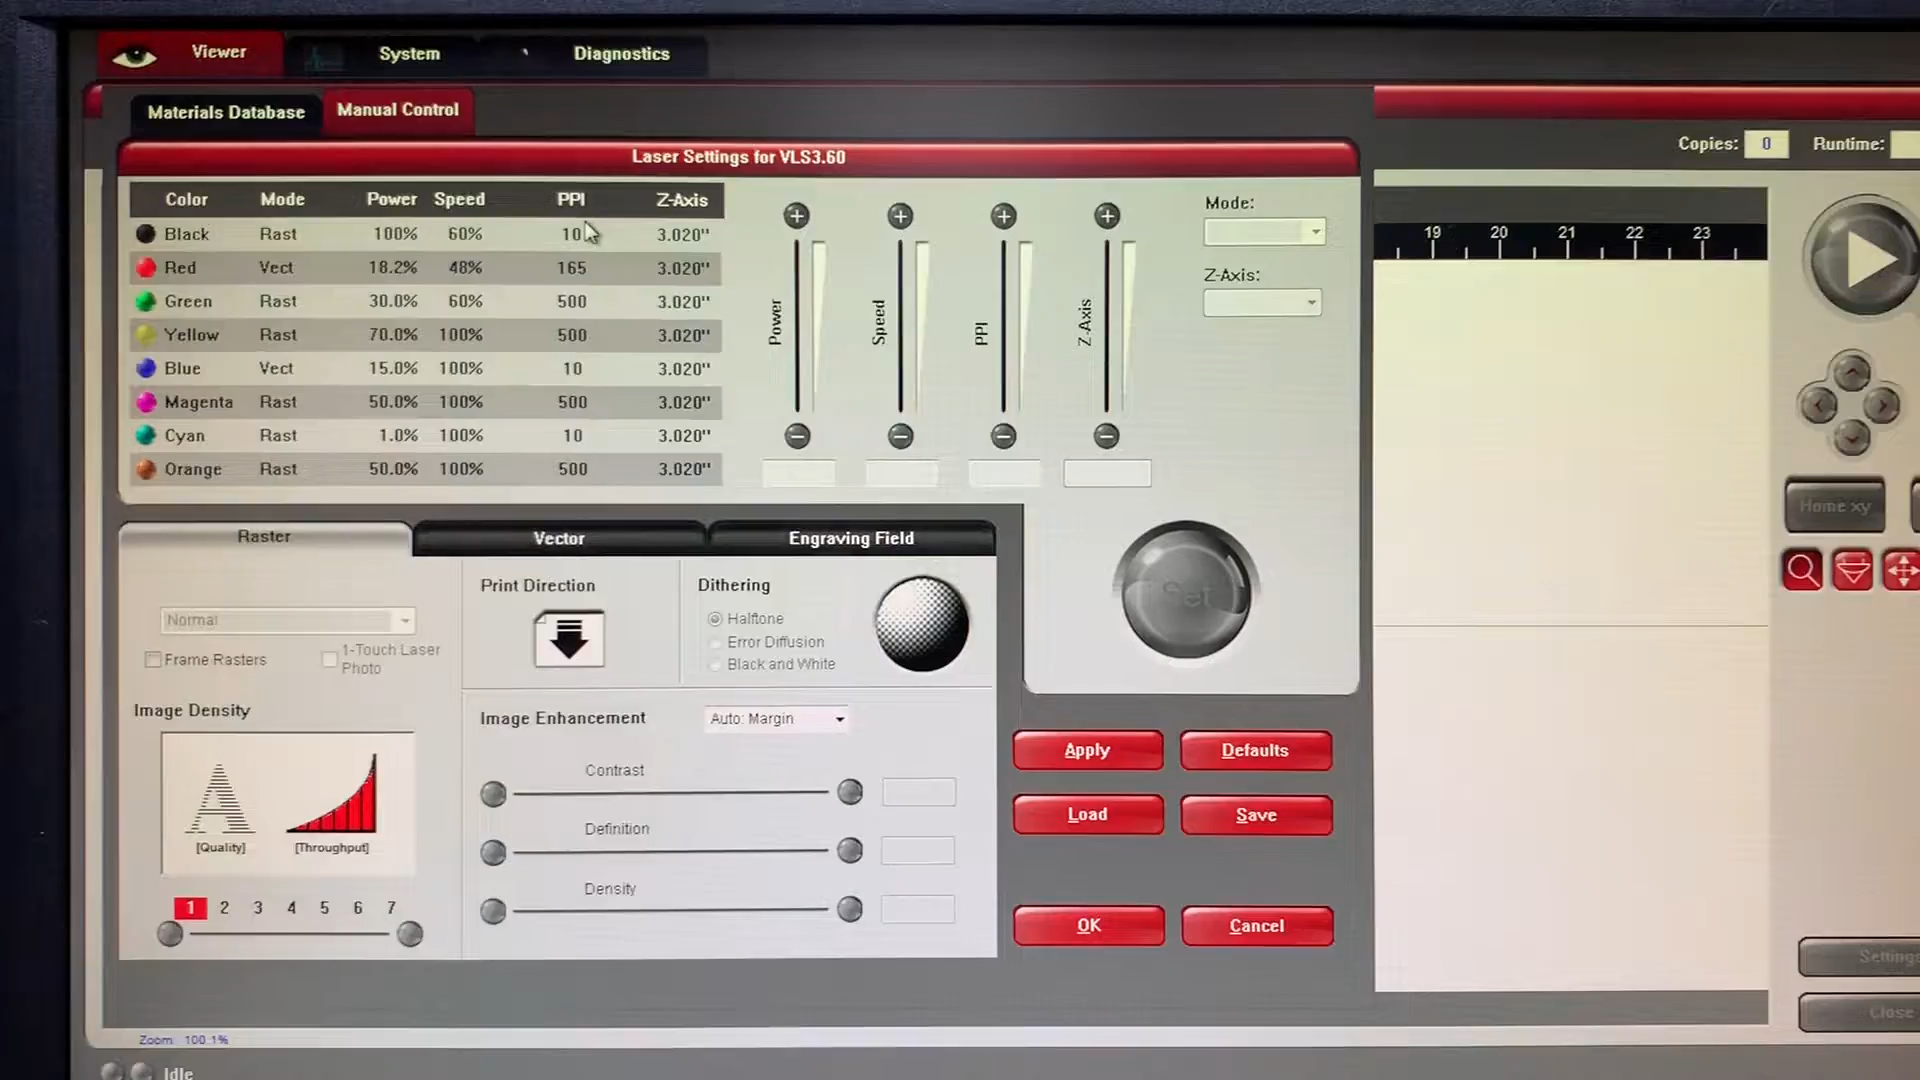 Viewer System Diagnostics
Materials Database Manual Control
Laser Settings for VLS3.60
Copies: 0 Runtime:
Color Mode Power Speed PPI Z-Axis
Black Rast 100% 60% 10 3.020"
Red Vect 18.2% 48% 165 3.020"
Green Rast 30.0% 60% 500 3.020"
Yellow Rast 70.0% 100% 500 3.020"
Blue Vect 15.0% 100% 10 3.020"
Magenta Rast 50.0% 100% 500 3.020"
Cyan Rast 1.0% 100% 10 3.020"
Orange Rast 50.0% 100% 500 3.020"
Power
Speed
PPI
Z-Axis
Mode:
Z-Axis:
19 20 21 22 23
Home xy
Set
Raster Vector Engraving Field
Normal
Frame Rasters
1-Touch Laser
Photo
Print Direction
Dithering
Halftone
Error Diffusion
Black and White
Image Density
A
[Quality] [Throughput]
1 2 3 4 5 6 7
Image Enhancement Auto: Margin
Contrast
Definition
Density
Apply Defaults
Load Save
OK Cancel
Settings
Close
Zoom: 100.1%
Idle